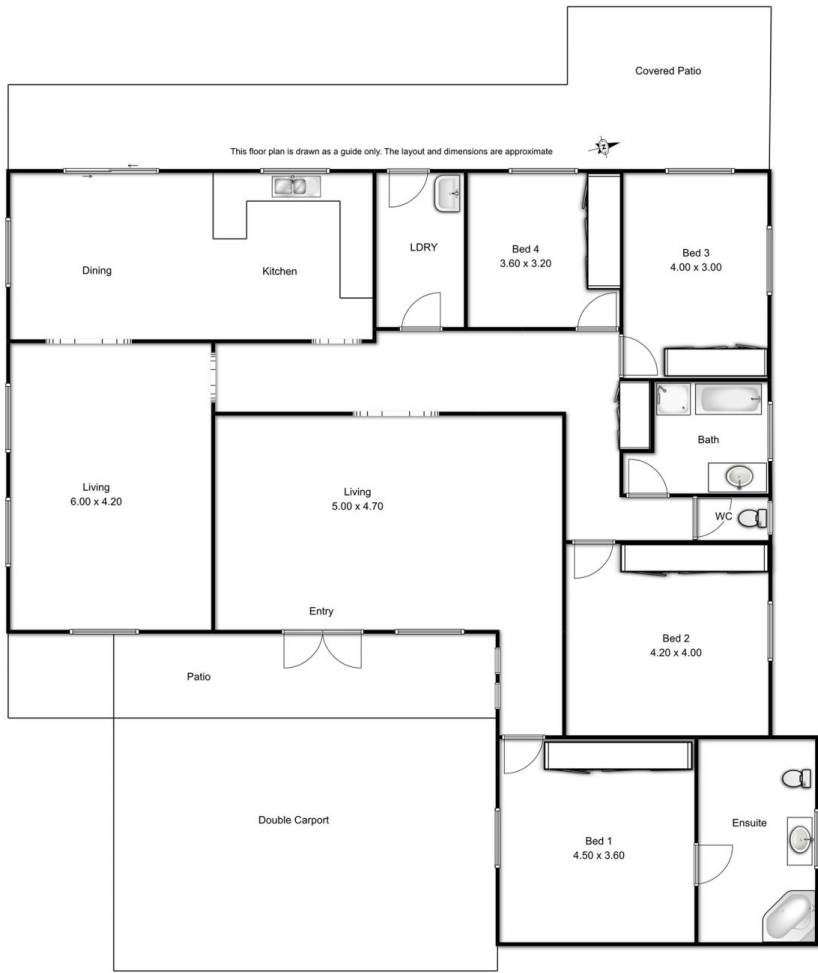 Covered Patio
This floor plan is drawn as a guide only. The layout and dimensions are approximate
Z
Dining
Kitchen
LDRY
Bed 4
3.60 x 3.20
Bed 3
4.00 x 3.00
Bath
Living
6.00 x 4.20
Living
5.00 x 4.70
WC
Entry
Bed 2
4.20 x 4.00
Patio
Double Carport
Bed 1
4.50 x 3.60
Ensuite